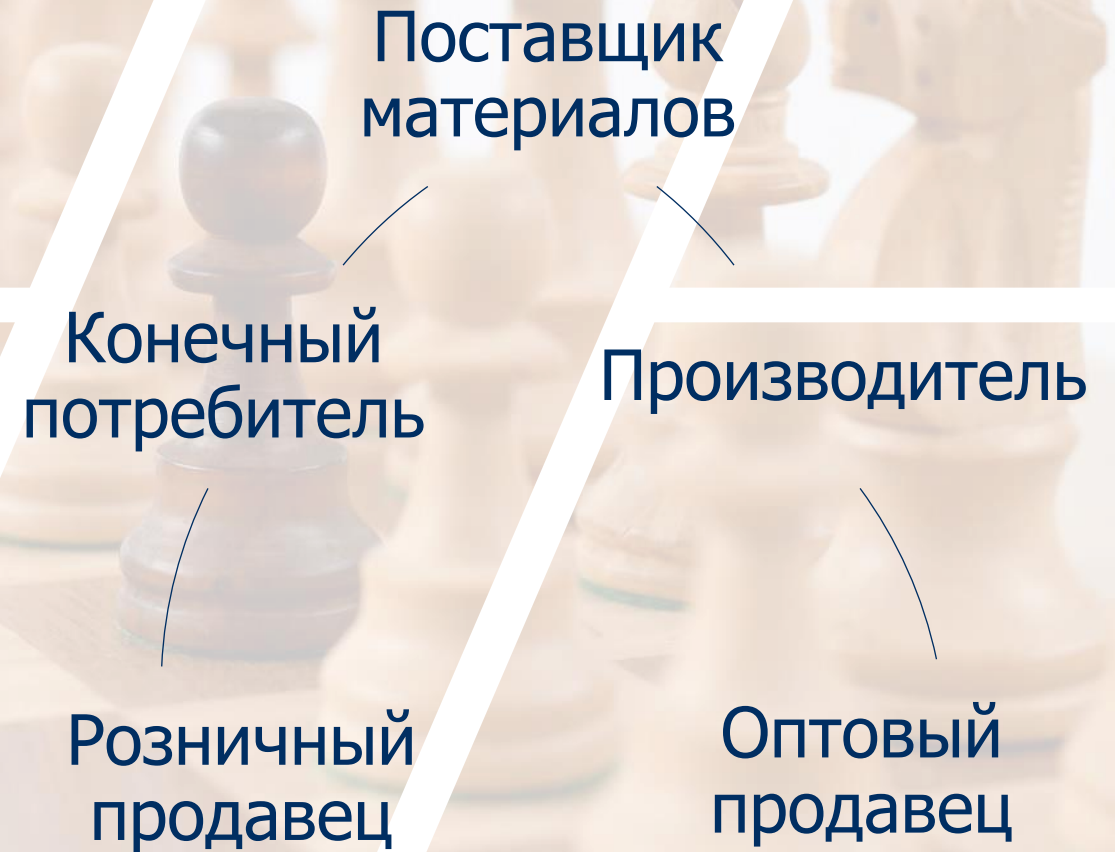 Поставщик
материалов
Конечный
потребитель
Производитель
Розничный
продавец
Оптовый
продавец